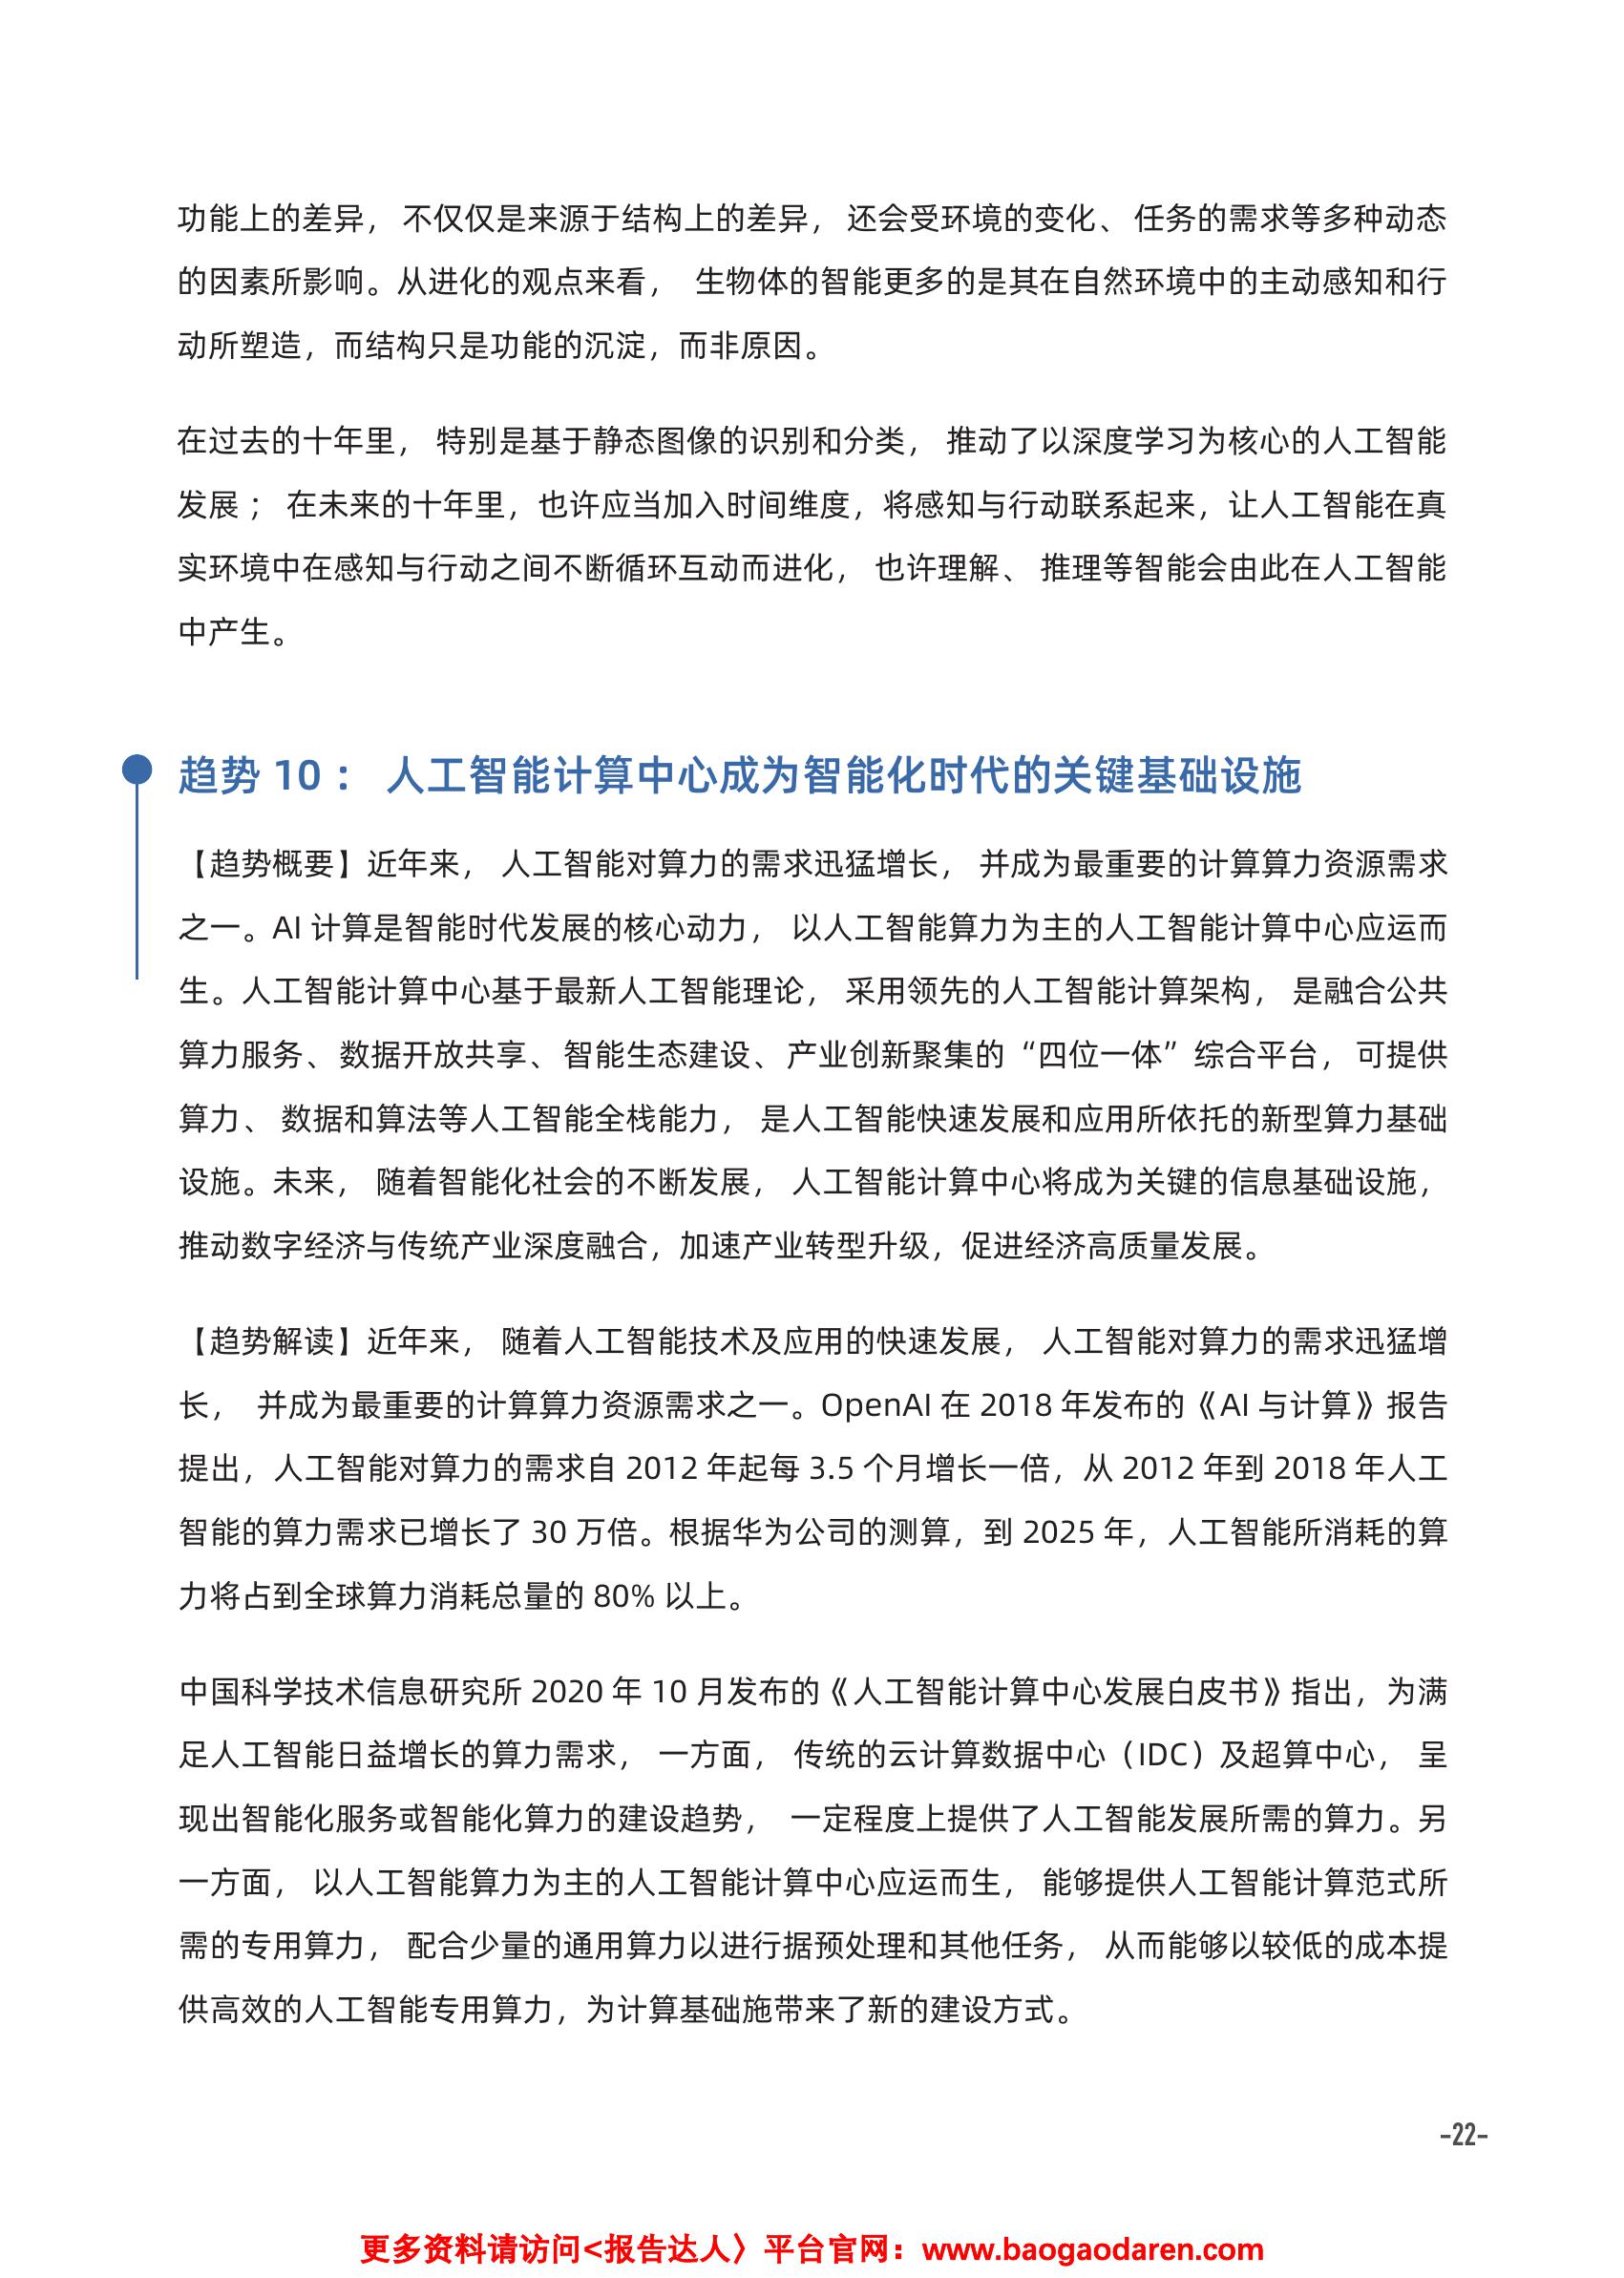 功能上的差异， 不仅仅是来源于结构上的差异， 还会受环境的变化、 任务的需求等多种动态
的因素所影响。从进化的观点来看， 生物体的智能更多的是其在自然环境中的主动感知和行
动所塑造，而结构只是功能的沉淀，而非原因。
在过去的十年里， 特别是基于静态图像的识别和分类， 推动了以深度学习为核心的人工智能
发展； 在未来的十年里，也许应当加入时间维度，将感知与行动联系起来，让人工智能在真
实环境中在感知与行动之间不断循环互动而进化， 也许理解、 推理等智能会由此在人工智能
中产生。
趋势 10： 人工智能计算中心成为智能化时代的关键基础设施
【趋势概要】近年来， 人工智能对算力的需求迅猛增长， 并成为最重要的计算算力资源需求
之一。AI 计算是智能时代发展的核心动力， 以人工智能算力为主的人工智能计算中心应运而
生。人工智能计算中心基于最新人工智能理论， 采用领先的人工智能计算架构， 是融合公共
算力服务、数据开放共享、智能生态建设、产业创新聚集的“四位一体”综合平台，可提供
算力、 数据和算法等人工智能全栈能力， 是人工智能快速发展和应用所依托的新型算力基础
设施。未来， 随着智能化社会的不断发展， 人工智能计算中心将成为关键的信息基础设施，
推动数字经济与传统产业深度融合，加速产业转型升级，促进经济高质量发展。
【趋势解读】近年来， 随着人工智能技术及应用的快速发展， 人工智能对算力的需求迅猛增
长， 并成为最重要的计算算力资源需求之一。OpenAI 在 2018 年发布的《AI 与计算》报告
提出，人工智能对算力的需求自 2012 年起每 3.5 个月增长一倍，从 2012 年到 2018 年人工
智能的算力需求已增长了 30 万倍。根据华为公司的测算，到 2025 年，人工智能所消耗的算
力将占到全球算力消耗总量的 80% 以上。
中国科学技术信息研究所 2020 年 10 月发布的《人工智能计算中心发展白皮书》指出，为满
足人工智能日益增长的算力需求， 一方面， 传统的云计算数据中心（IDC）及超算中心， 呈
现出智能化服务或智能化算力的建设趋势， 一定程度上提供了人工智能发展所需的算力。另
一方面， 以人工智能算力为主的人工智能计算中心应运而生， 能够提供人工智能计算范式所
需的专用算力， 配合少量的通用算力以进行据预处理和其他任务， 从而能够以较低的成本提
供高效的人工智能专用算力，为计算基础施带来了新的建设方式。
-22-
更多资料请访问<报告达人〉平台官网：www.baogaodaren.com